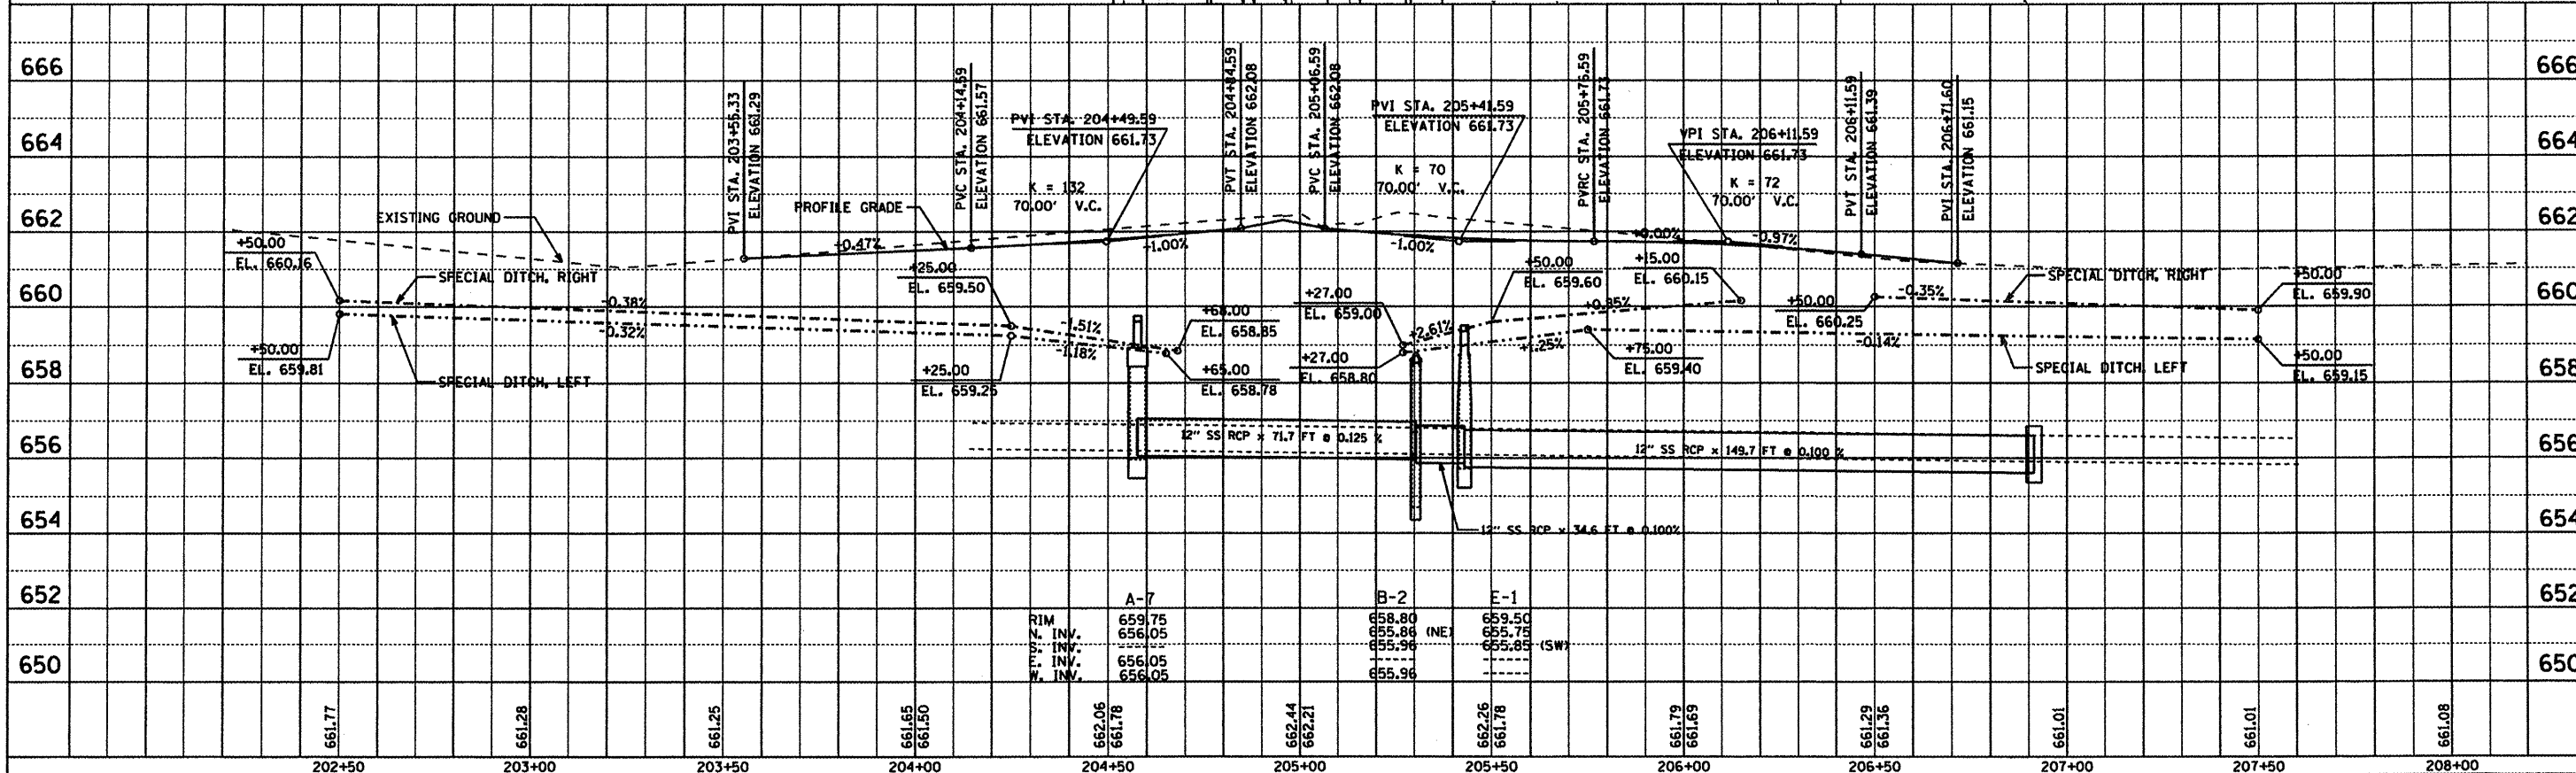 666
664
662
660
658
656
654
652
650
666
664
662
660
658
656
654
652
650
PVI STA. 203+55.33
ELEVATION 661.29
PVC STA. 204+14.59
ELEVATION 661.57
PVI STA. 204+49.59
ELEVATION 661.73
K = 132
70.00' V.C.
PVT STA. 204+84.59
ELEVATION 662.08
PVC STA. 205+06.59
ELEVATION 662.08
PVI STA. 205+41.59
ELEVATION 661.73
K = 70
70.00' V.C.
PVRC STA. 205+76.59
ELEVATION 661.73
VPI STA. 206+11.59
ELEVATION 661.73
K = 72
70.00' V.C.
PVT STA. 206+11.59
ELEVATION 661.39
PVI STA. 206+71.60
ELEVATION 661.15
EXISTING GROUND
PROFILE GRADE
+0.47%
-1.00%
-1.00%
+0.00%
-0.97%
+50.00
EL. 660.16
SPECIAL DITCH, RIGHT
-0.38%
-0.32%
+50.00
EL. 659.81
SPECIAL DITCH, LEFT
+25.00
EL. 659.50
-1.51%
-1.18%
+25.00
EL. 659.25
+68.00
EL. 658.85
+65.00
EL. 658.78
+27.00
EL. 659.00
+27.00
EL. 658.80
+2.61%
+1.25%
+50.00
EL. 659.60
+0.85%
+15.00
EL. 660.15
+75.00
EL. 659.40
+50.00
EL. 660.25
-0.35%
-0.14%
SPECIAL DITCH, RIGHT
+50.00
EL. 659.90
SPECIAL DITCH, LEFT
+50.00
EL. 659.15
12" SS RCP x 71.7 FT @ 0.125 %
12" SS RCP x 149.7 FT @ 0.100 %
12" SS RCP x 34.6 FT @ 0.100%
A-7 B-2 E-1
RIM 659.75 658.80 659.50
N. INV. 656.05 655.86 (NE) 655.75
S. INV. ------ 655.96 655.85 (SW)
E. INV. 656.05 ------ ------
W. INV. 656.05 655.96 ------
661.77
661.28
661.25
661.65
661.50
662.06
661.78
662.44
662.21
662.26
661.78
661.79
661.69
661.29
661.36
661.01
661.01
661.08
202+50 203+00 203+50 204+00 204+50 205+00 205+50 206+00 206+50 207+00 207+50 208+00